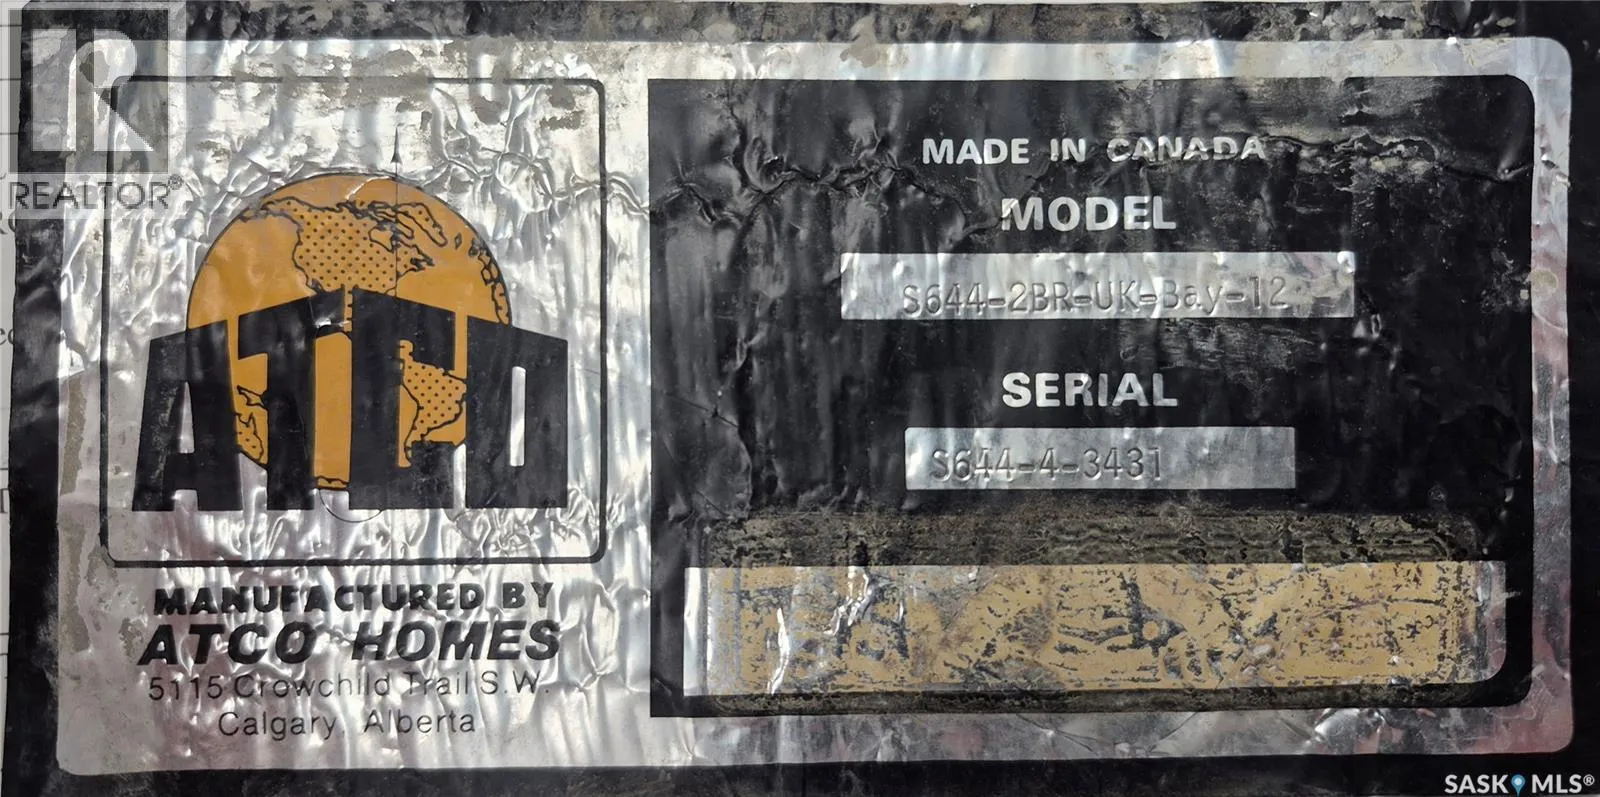 REALTOR®
ATCO
MANUFACTURED BY
ATCO HOMES
5115 Crowchild Trail S.W.
Calgary, Alberta
MADE IN CANADA
MODEL
S644-2BR-UK-Bay-12
SERIAL
S644-4-3431
SASK MLS®